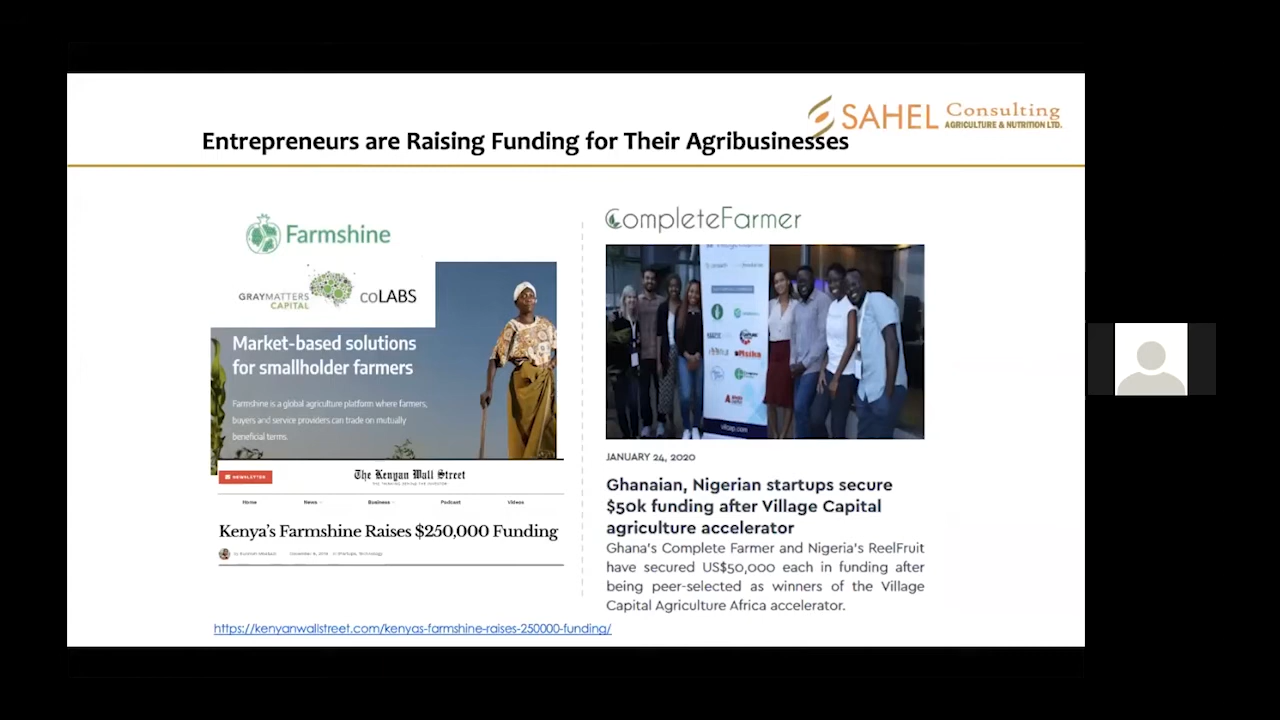 SAHEL Consulting
AGRICULTURE & NUTRITION LTD.
Entrepreneurs are Raising Funding for Their Agribusinesses
Farmshine
GRAYMATTERS
CAPITAL
coLABS
Market-based solutions
for smallholder farmers
Farmshine is a global agriculture platform where farmers,
buyers and service providers can trade on mutually
beneficial terms.
NEWSLETTER
The Kenyan Wall Street
Home News Business Podcast Videos
Kenya's Farmshine Raises $250,000 Funding
https://kenyanwallstreet.com/kenyas-farmshine-raises-250000-funding/
CompleteFarmer
vilcap.com
JANUARY 24, 2020
Ghanaian, Nigerian startups secure
$50k funding after Village Capital
agriculture accelerator
Ghana's Complete Farmer and Nigeria's ReelFruit
have secured US$50,000 each in funding after
being peer-selected as winners of the Village
Capital Agriculture Africa accelerator.